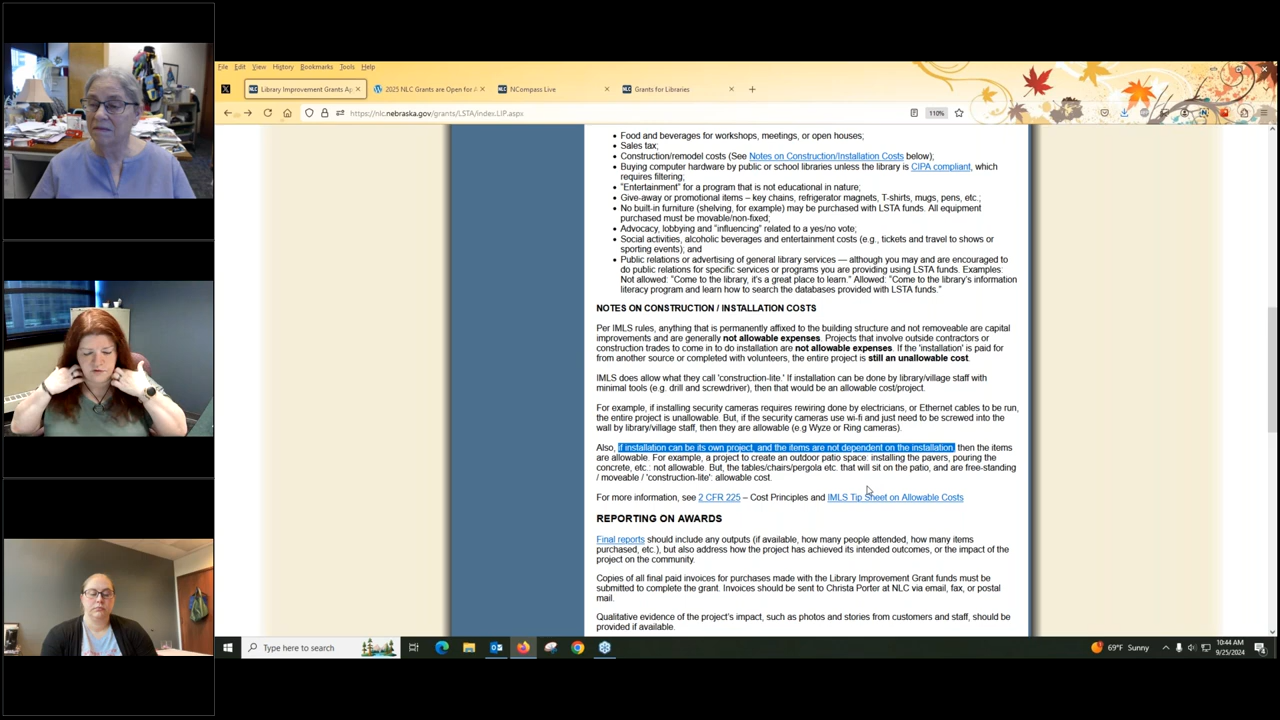 File Edit View History Bookmarks Tools Help
Library Improvement Grants Ap
2025 NLC Grants are Open for A
NCompass Live
Grants for Libraries
https://nlc.nebraska.gov/grants/LSTA/Index.LIP.aspx
110%
• Food and beverages for workshops, meetings, or open houses;
• Sales tax;
• Construction/remodel costs (See Notes on Construction/Installation Costs below);
• Buying computer hardware by public or school libraries unless the library is CIPA compliant, which
requires filtering;
• "Entertainment" for a program that is not educational in nature;
• Give-away or promotional items – key chains, refrigerator magnets, T-shirts, mugs, pens, etc.;
• No built-in furniture (shelving, for example) may be purchased with LSTA funds. All equipment
purchased must be movable/non-fixed;
• Advocacy, lobbying and "influencing" related to a yes/no vote;
• Social activities, alcoholic beverages and entertainment costs (e.g., tickets and travel to shows or
sporting events); and
• Public relations or advertising of general library services — although you may and are encouraged to
do public relations for specific services or programs you are providing using LSTA funds. Examples:
Not allowed: "Come to the library, it's a great place to learn." Allowed: "Come to the library's information
literacy program and learn how to search the databases provided with LSTA funds."
NOTES ON CONSTRUCTION / INSTALLATION COSTS
Per IMLS rules, anything that is permanently affixed to the building structure and not removeable are capital
improvements and are generally not allowable expenses. Projects that involve outside contractors or
construction trades to come in to do installation are not allowable expenses. If the 'installation' is paid for
from another source or completed with volunteers, the entire project is still an unallowable cost.
IMLS does allow what they call 'construction-lite.' If installation can be done by library/village staff with
minimal tools (e.g. drill and screwdriver), then that would be an allowable cost/project.
For example, if installing security cameras requires rewiring done by electricians, or Ethernet cables to be run,
the entire project is unallowable. But, if the security cameras use wi-fi and just need to be screwed into the
wall by library/village staff, then they are allowable (e.g Wyze or Ring cameras).
Also, if installation can be its own project, and the items are not dependent on the installation, then the items
are allowable. For example, a project to create an outdoor patio space: installing the pavers, pouring the
concrete, etc.: not allowable. But, the tables/chairs/pergola etc. that will sit on the patio, and are free-standing
/ moveable / 'construction-lite': allowable cost.
For more information, see 2 CFR 225 – Cost Principles and IMLS Tip Sheet on Allowable Costs
REPORTING ON AWARDS
Final reports should include any outputs (if available, how many people attended, how many items
purchased, etc.), but also address how the project has achieved its intended outcomes, or the impact of the
project on the community.
Copies of all final paid invoices for purchases made with the Library Improvement Grant funds must be
submitted to complete the grant. Invoices should be sent to Christa Porter at NLC via email, fax, or postal
mail.
Qualitative evidence of the project's impact, such as photos and stories from customers and staff, should be
provided if available.
Type here to search
69°F Sunny
10:44 AM
9/25/2024